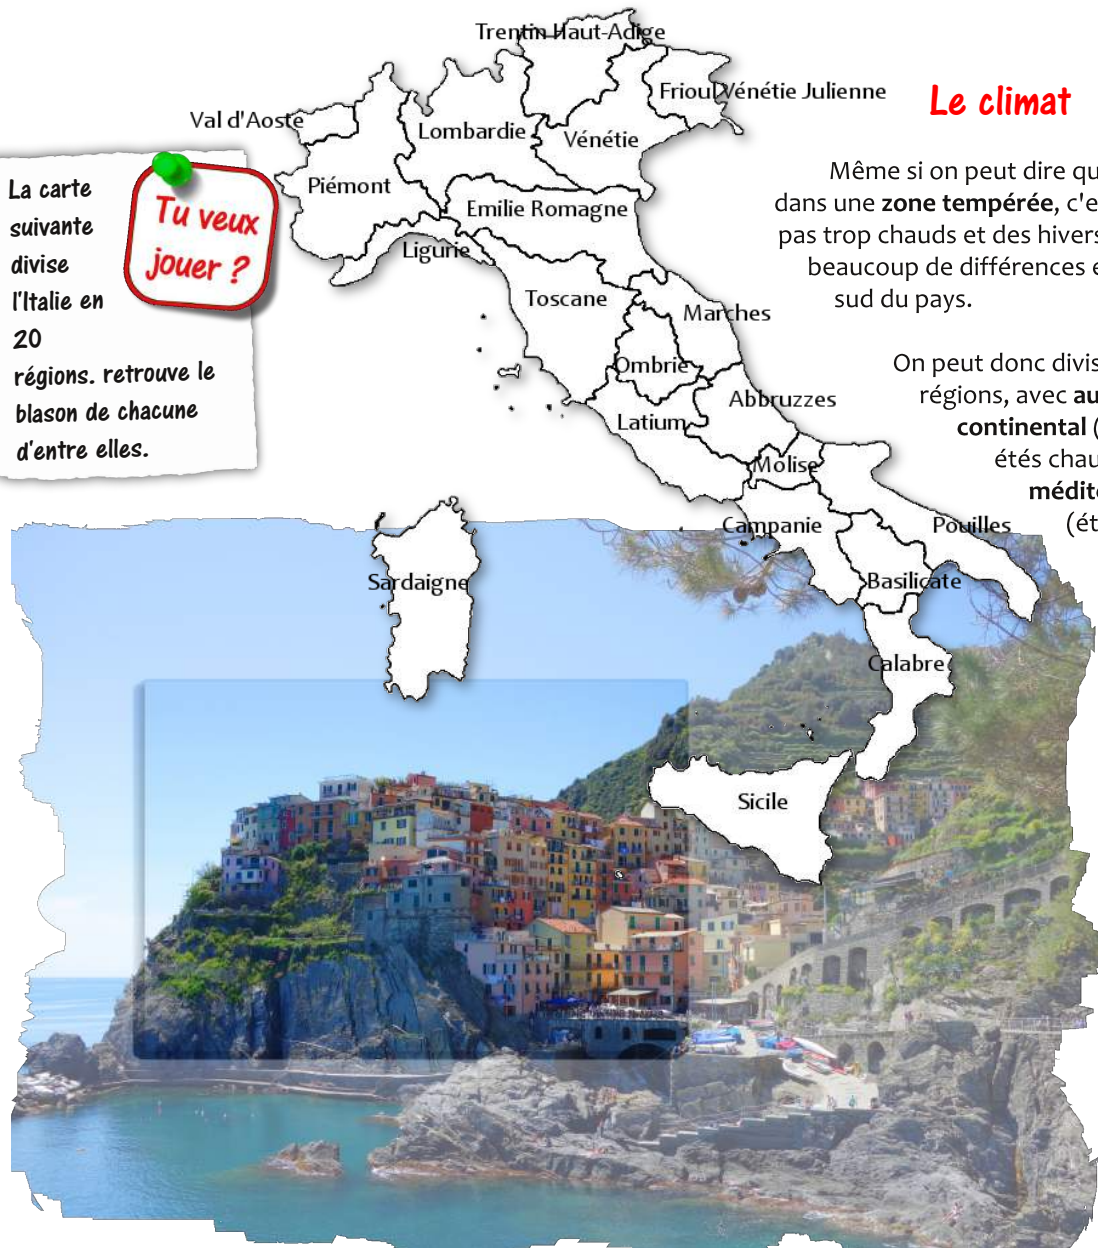 Trentin Haut-Adige
Frioul Vénétie Julienne
Val d'Aoste
Lombardie
Vénétie
Piémont
Emilie Romagne
Ligurie
Toscane
Marches
Ombrie
Abbruzzes
Latium
Molise
Campanie
Pouilles
Basilicate
Sardaigne
Calabre
Sicile
La carte
suivante
divise
l'Italie en
20
régions. retrouve le
blason de chacune
d'entre elles.
Tu veux
jouer ?
Le climat
Même si on peut dire qu
dans une zone tempérée, c'e
pas trop chauds et des hivers
beaucoup de différences e
sud du pays.
On peut donc divis
régions, avec au
continental (
étés chau
médite
(ét